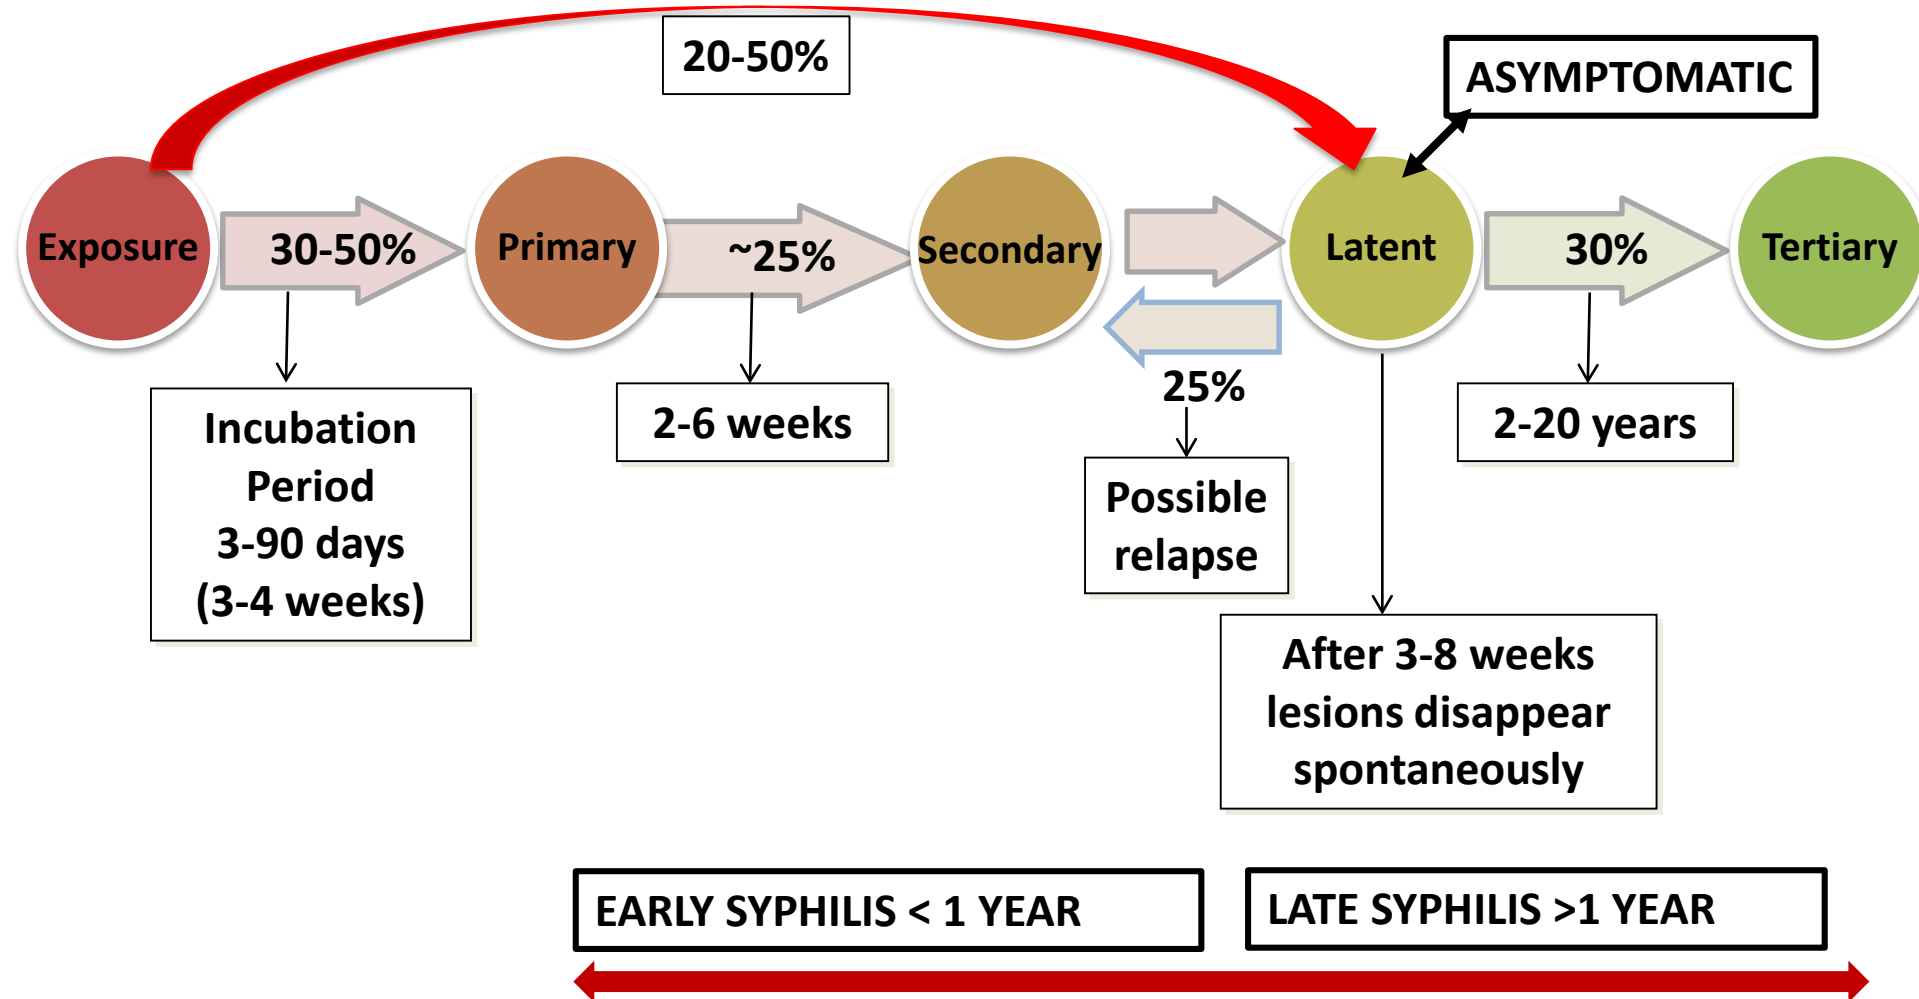 20-50%
ASYMPTOMATIC
Exposure
30-50%
Primary
~25%
Secondary
Latent
30%
Tertiary
25%
Incubation
Period
3-90 days
(3-4 weeks)
2-6 weeks
Possible
relapse
2-20 years
After 3-8 weeks
lesions disappear
spontaneously
EARLY SYPHILIS < 1 YEAR
LATE SYPHILIS >1 YEAR